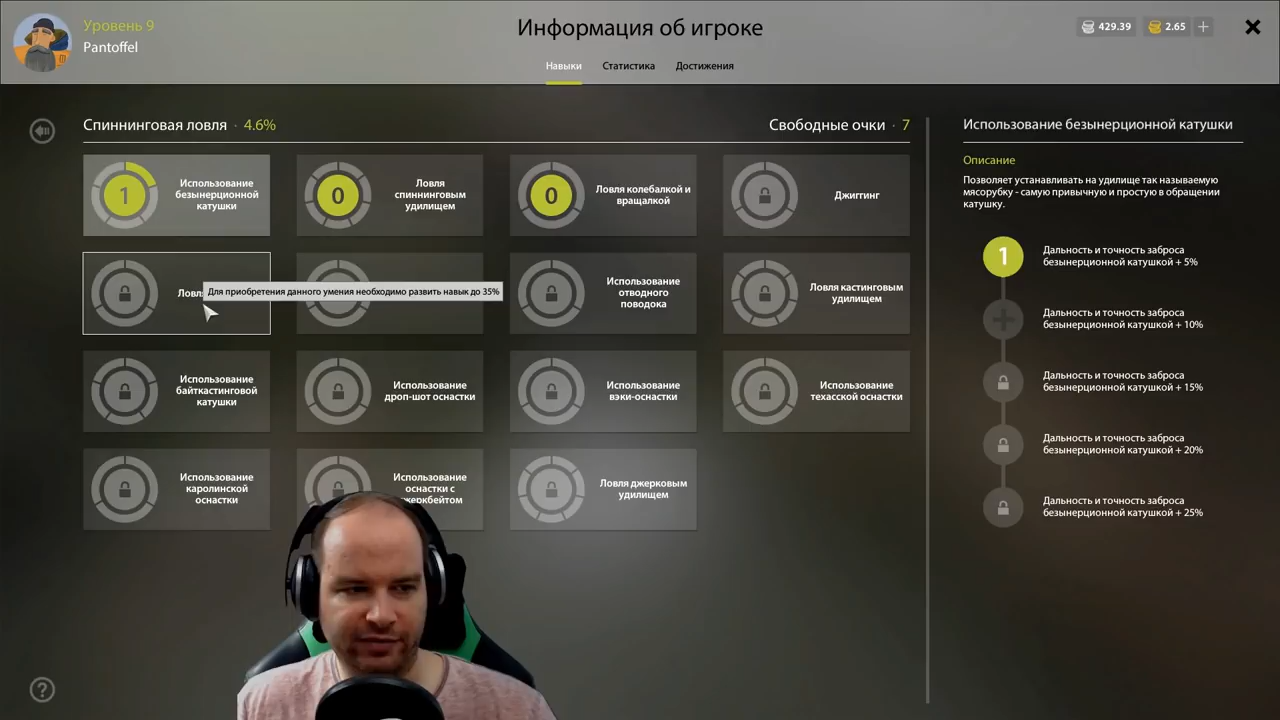 Уровень 9
Pantoffel
Информация об игроке
429.39
2.65
Навыки
Статистика
Достижения
Спиннинговая ловля · 4.6%
Свободные очки · 7
1
Использование
безынерционной
катушки
0
Ловля
спиннинговым
удилищем
0
Ловля колебалкой и
вращалкой
Джиггинг
Ловля
Для приобретения данного умения необходимо развить навык до 35%
Использование
отводного
поводка
Ловля кастинговым
удилищем
Использование
байткастинговой
катушки
Использование
дроп-шот оснастки
Использование
вэки-оснастки
Использование
техасской оснастки
Использование
каролинской
оснастки
Использование
оснастки с
жеркбейтом
Ловля джерковым
удилищем
Использование безынерционной катушки
Описание
Позволяет устанавливать на удилище так называемую
мясорубку - самую привычную и простую в обращении
катушку.
1
Дальность и точность заброса
безынерционной катушкой + 5%
Дальность и точность заброса
безынерционной катушкой + 10%
Дальность и точность заброса
безынерционной катушкой + 15%
Дальность и точность заброса
безынерционной катушкой + 20%
Дальность и точность заброса
безынерционной катушкой + 25%
?